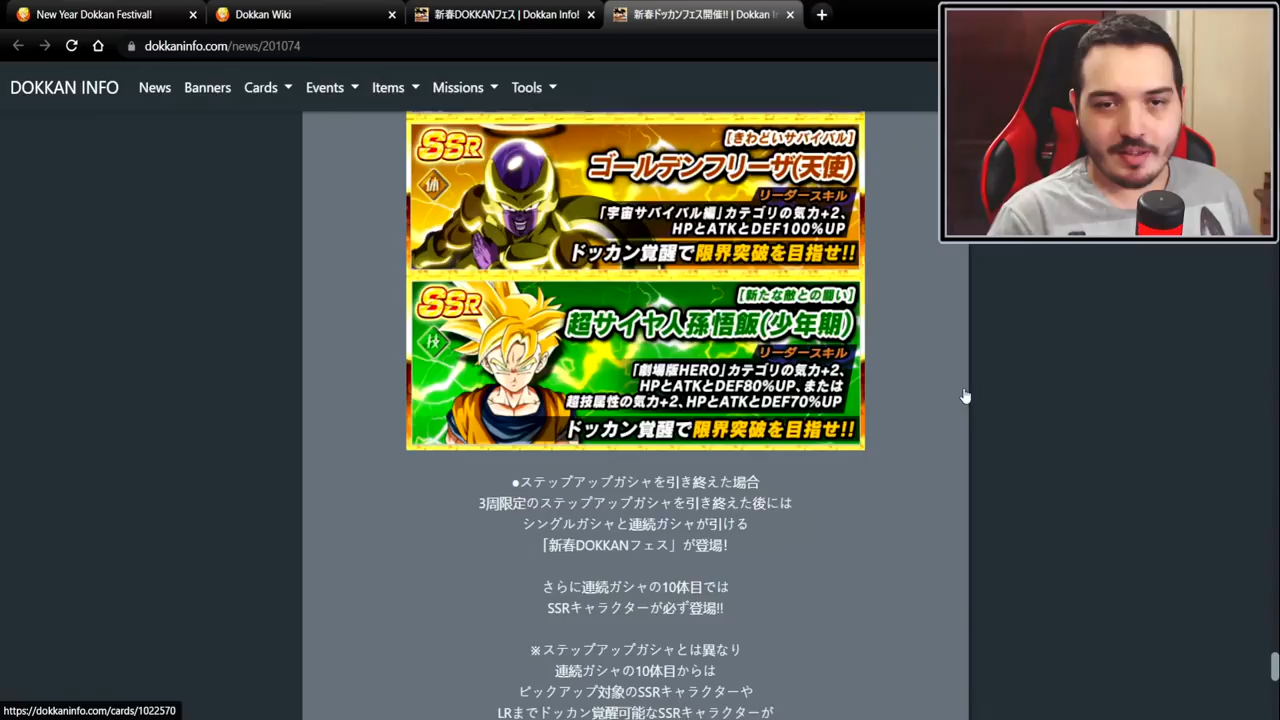 New Year Dokkan Festival!
Dokkan Wiki
新春DOKKANフェス | Dokkan Info!
新春ドッカンフェス開催!! | Dokkan In
dokkaninfo.com/news/201074
DOKKAN INFO
News
Banners
Cards
Events
Items
Missions
Tools
SSR
[きわどいサバイバル]
体
ゴールデンフリーザ(天使)
リーダースキル
「宇宙サバイバル編」カテゴリの気力+2、
HPとATKとDEF100%UP
ドッカン覚醒で限界突破を目指せ!!
SSR
[新たな敵との闘い]
技
超サイヤ人孫悟飯(少年期)
リーダースキル
「劇場版HERO」カテゴリの気力+2、
HPとATKとDEF80%UP、または
超技属性の気力+2、HPとATKとDEF70%UP
ドッカン覚醒で限界突破を目指せ!!
●ステップアップガシャを引き終えた場合
3周限定のステップアップガシャを引き終えた後には
シングルガシャと連続ガシャが引ける
「新春DOKKANフェス」が登場!
さらに連続ガシャの10体目では
SSRキャラクターが必ず登場!!
※ステップアップガシャとは異なり
連続ガシャの10体目からは
ピックアップ対象のSSRキャラクターや
LRまでドッカン覚醒可能なSSRキャラクターが
https://dokkaninfo.com/cards/1022570